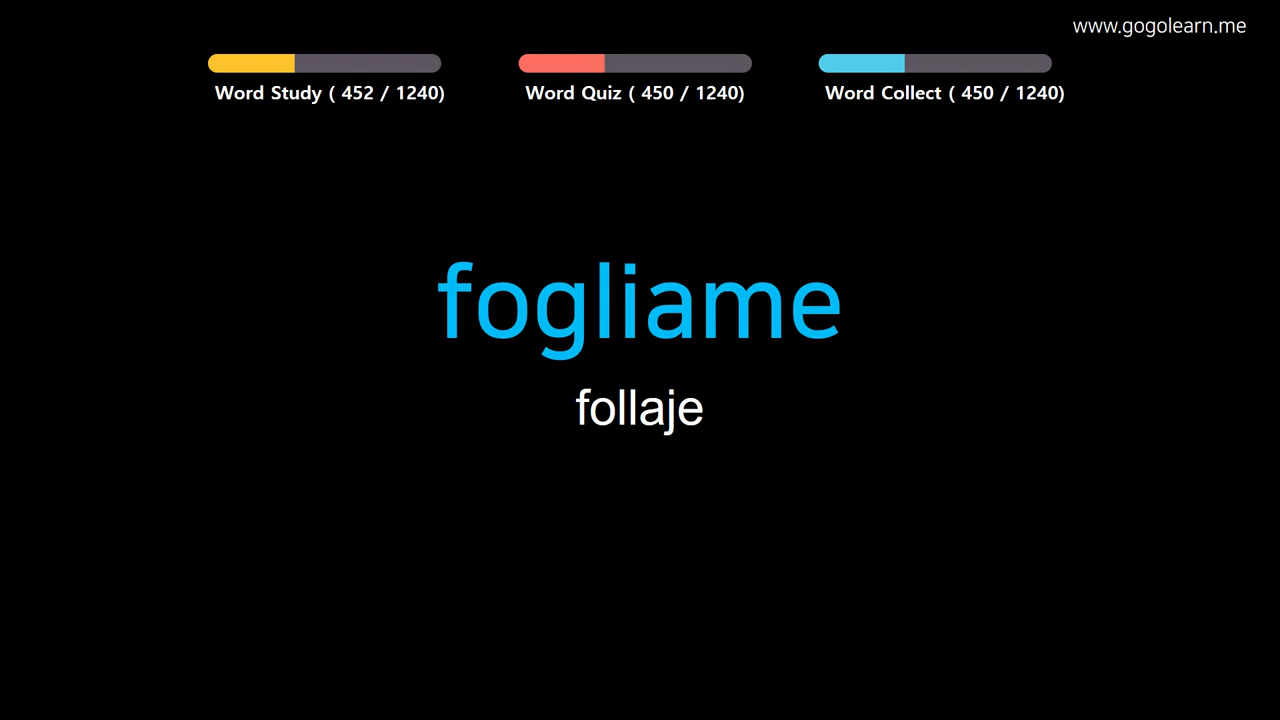 www.gogolearn.me
Word Study ( 452 / 1240)
Word Quiz ( 450 / 1240)
Word Collect ( 450 / 1240)
fogliame
follaje